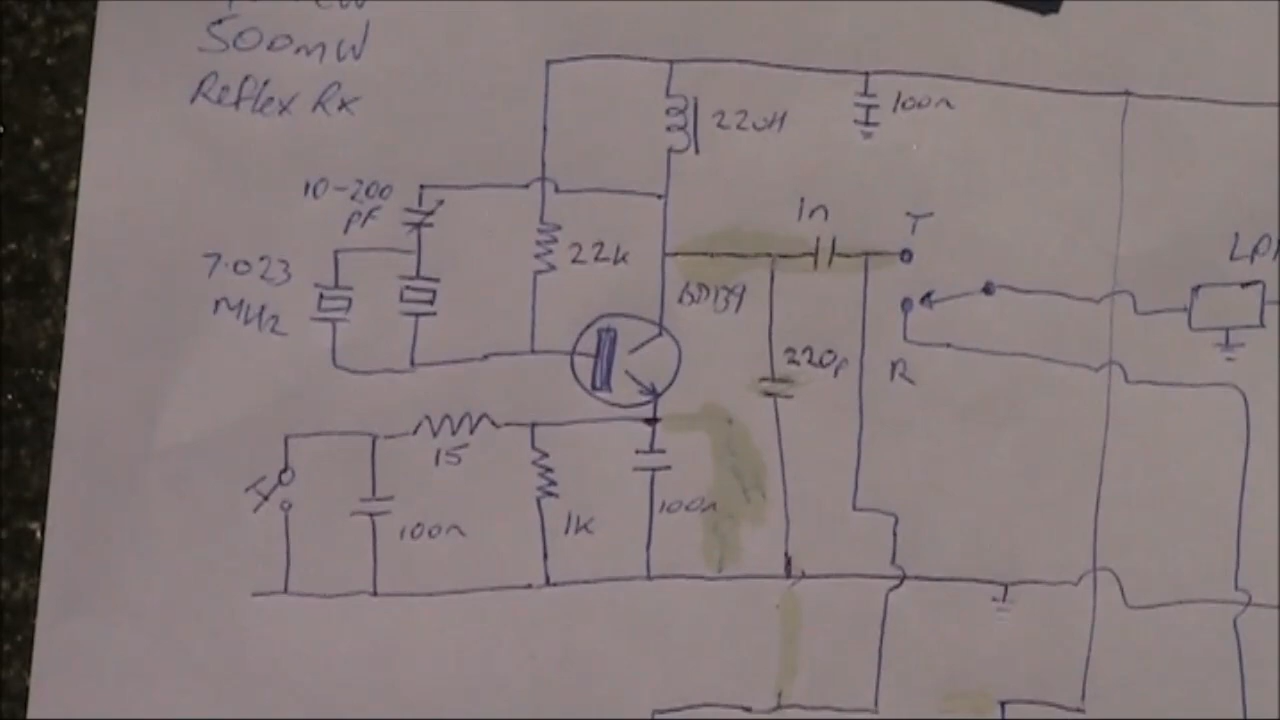 500mW
Reflex Rx
22uH
100n
10-200
pF
1n
T
22k
7.023
MHz
BD139
220p
R
15
100n
1k
100n